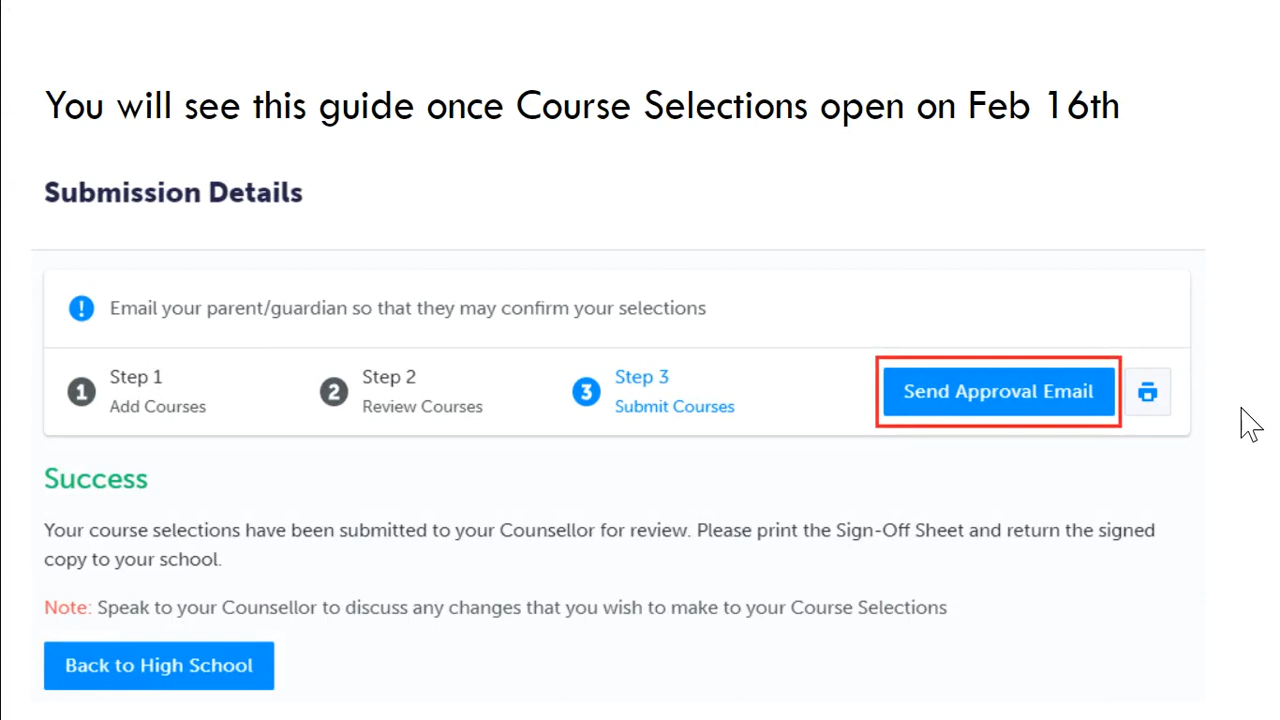 You will see this guide once Course Selections open on Feb 16th
Submission Details
! Email your parent/guardian so that they may confirm your selections
1 Step 1
Add Courses
2 Step 2
Review Courses
3 Step 3
Submit Courses
Send Approval Email
Success
Your course selections have been submitted to your Counsellor for review. Please print the Sign-Off Sheet and return the signed
copy to your school.
Note: Speak to your Counsellor to discuss any changes that you wish to make to your Course Selections
Back to High School